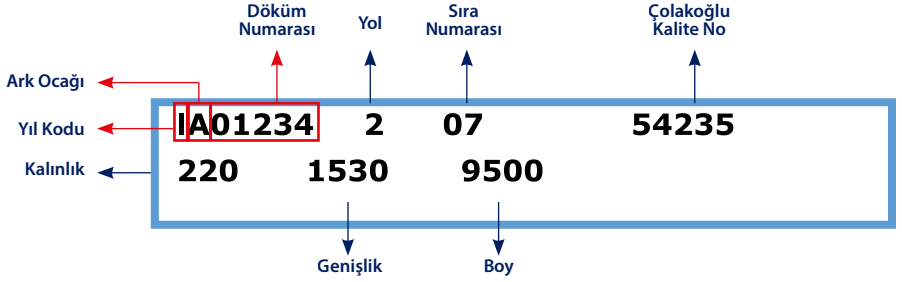 Döküm
Numarası
Yol
Sıra
Numarası
Çolakoğlu
Kalite No
Ark Ocağı
Yıl Kodu
IA01234 2 07 54235
Kalınlık
220 1530 9500
Genişlik
Boy